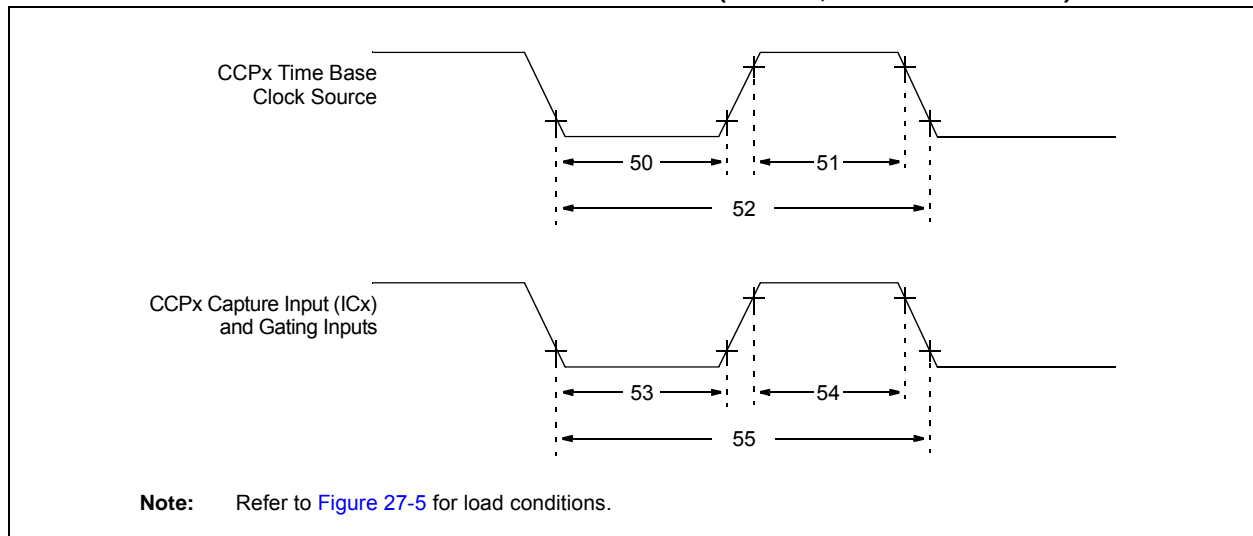 CCPx Time Base
Clock Source
50
51
52
CCPx Capture Input (ICx)
and Gating Inputs
53
54
55
Note: Refer to Figure 27-5 for load conditions.